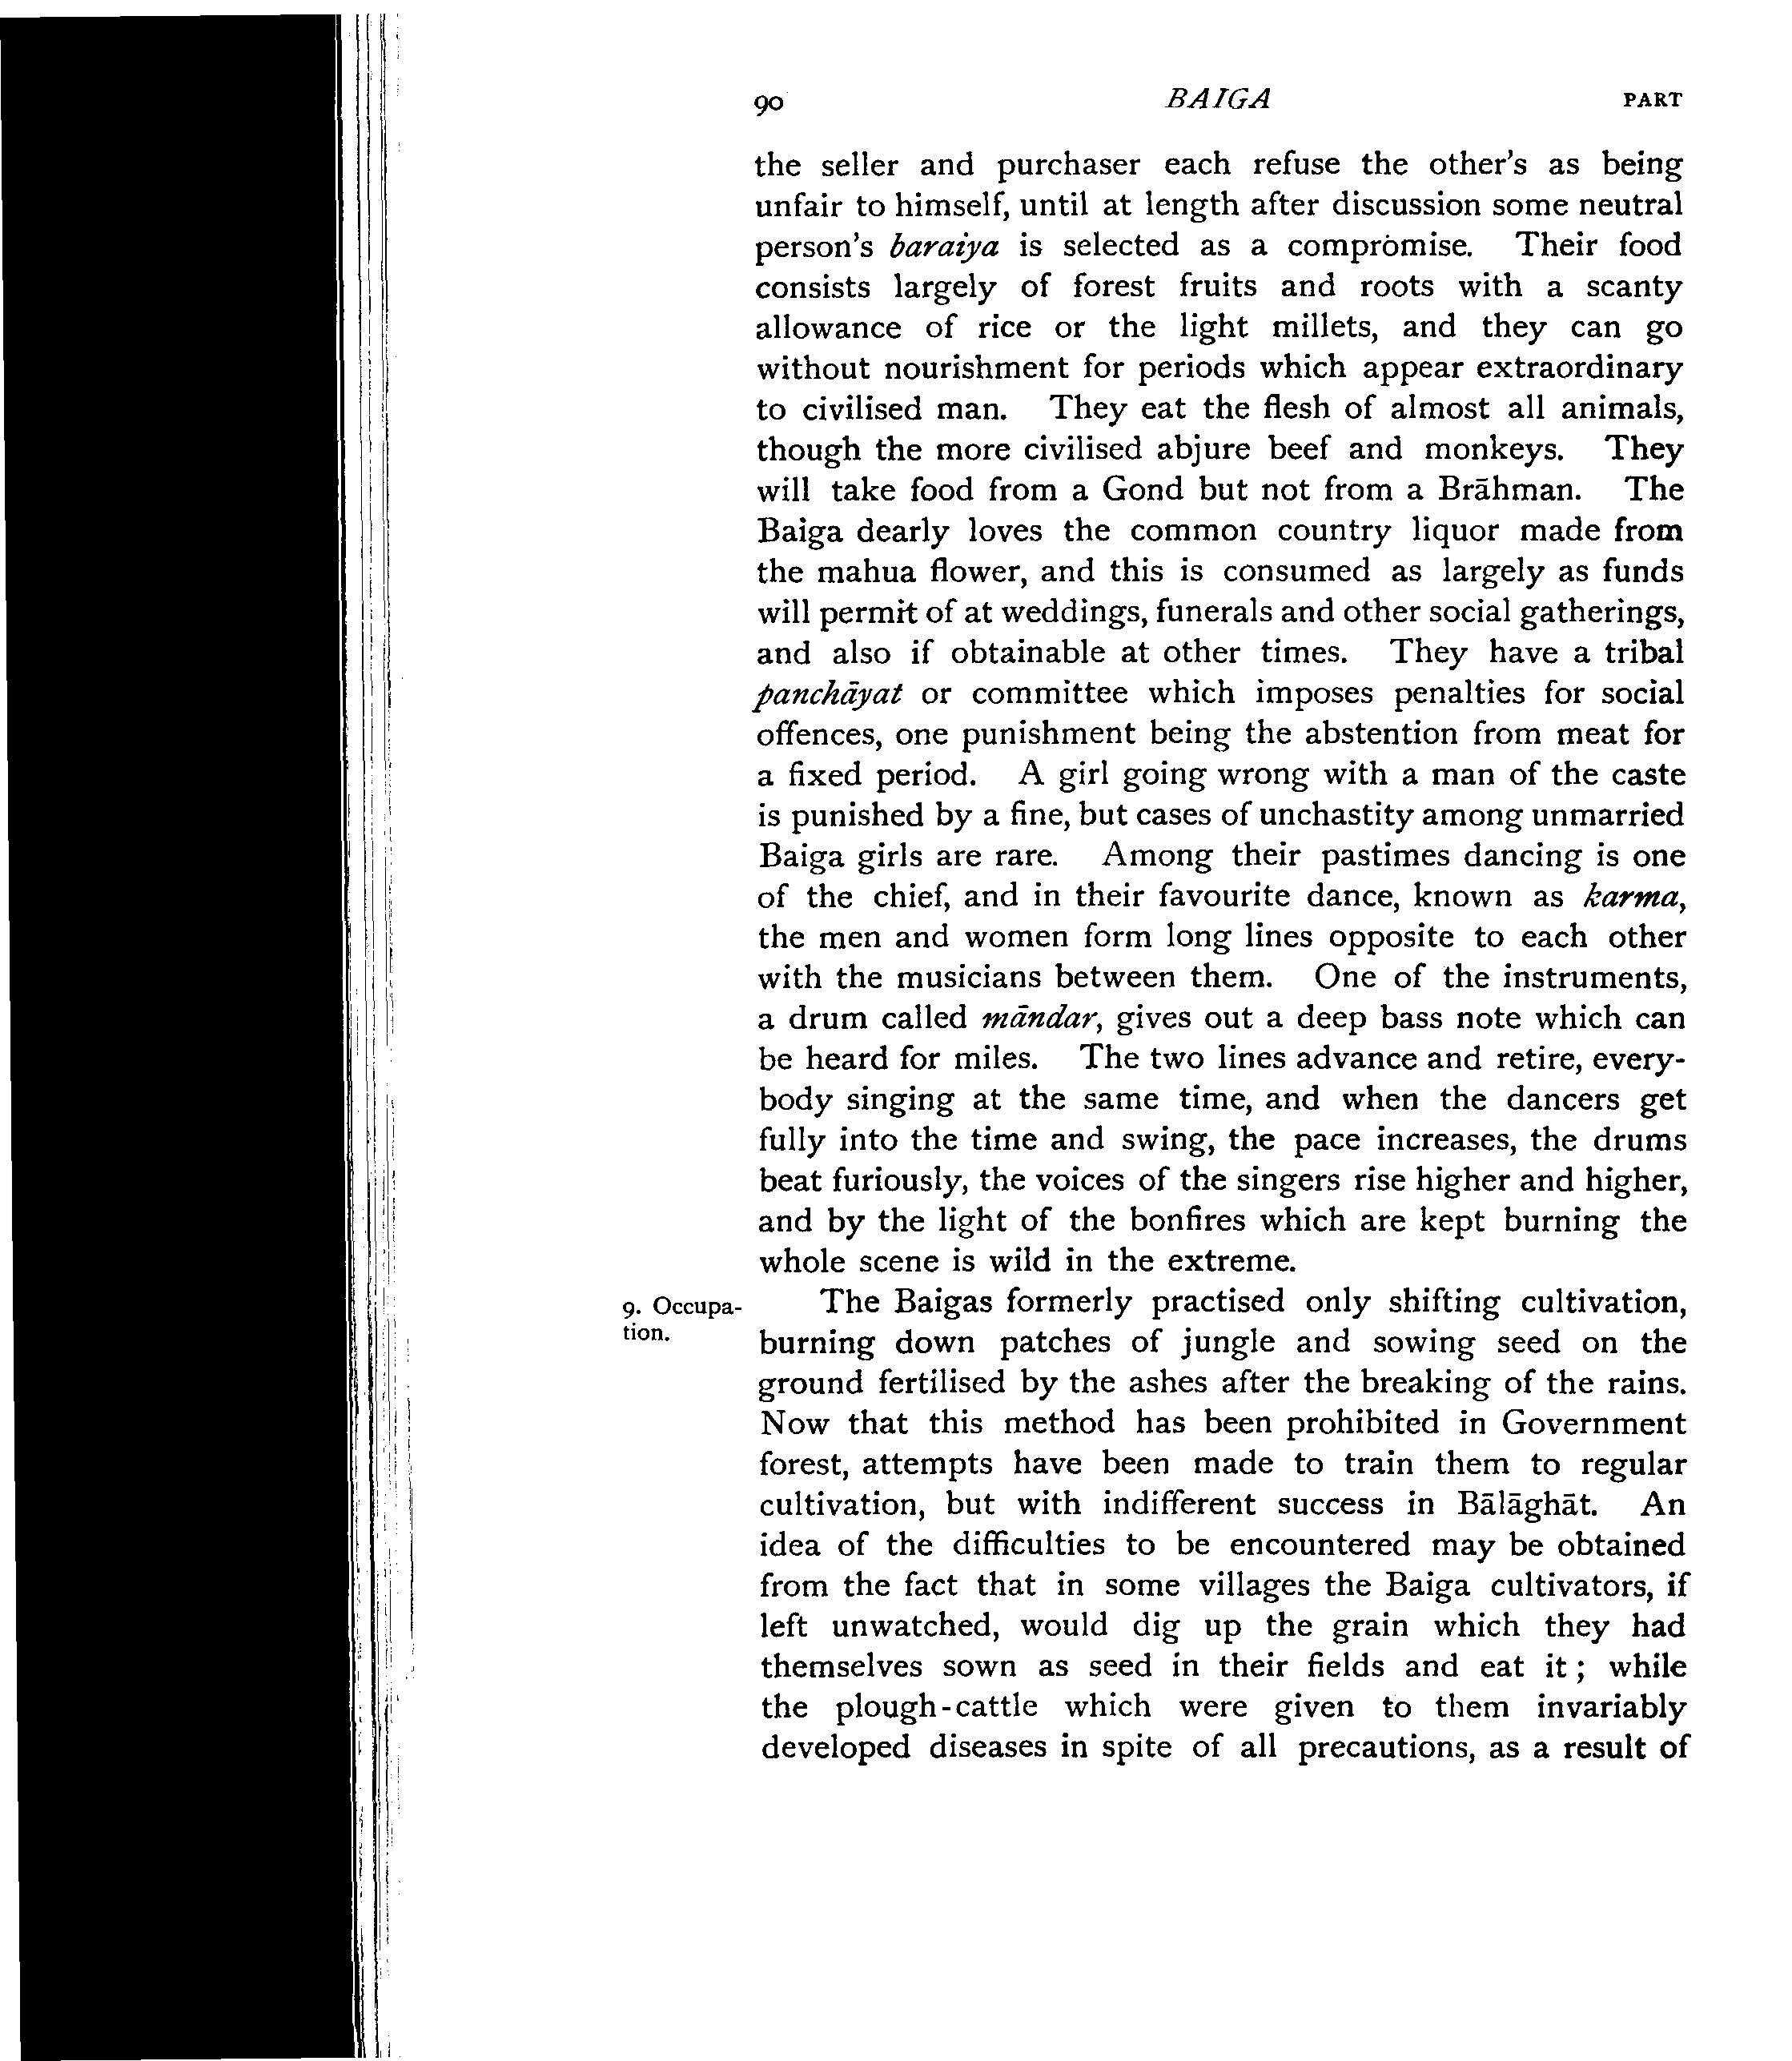 90 BAIGA PART
the seller and purchaser each refuse the other's as being
unfair to himself, until at length after discussion some neutral
person's baraiya is selected as a compromise. Their food
consists largely of forest fruits and roots with a scanty
allowance of rice or the light millets, and they can go
without nourishment for periods which appear extraordinary
to civilised man. They eat the flesh of almost all animals,
though the more civilised abjure beef and monkeys. They
will take food from a Gond but not from a Brāhman. The
Baiga dearly loves the common country liquor made from
the mahua flower, and this is consumed as largely as funds
will permit of at weddings, funerals and other social gatherings,
and also if obtainable at other times. They have a tribal
panchāyat or committee which imposes penalties for social
offences, one punishment being the abstention from meat for
a fixed period. A girl going wrong with a man of the caste
is punished by a fine, but cases of unchastity among unmarried
Baiga girls are rare. Among their pastimes dancing is one
of the chief, and in their favourite dance, known as karma,
the men and women form long lines opposite to each other
with the musicians between them. One of the instruments,
a drum called māndar, gives out a deep bass note which can
be heard for miles. The two lines advance and retire, every-
body singing at the same time, and when the dancers get
fully into the time and swing, the pace increases, the drums
beat furiously, the voices of the singers rise higher and higher,
and by the light of the bonfires which are kept burning the
whole scene is wild in the extreme.
9. Occupa-
tion.
The Baigas formerly practised only shifting cultivation,
burning down patches of jungle and sowing seed on the
ground fertilised by the ashes after the breaking of the rains.
Now that this method has been prohibited in Government
forest, attempts have been made to train them to regular
cultivation, but with indifferent success in Bālāghāt. An
idea of the difficulties to be encountered may be obtained
from the fact that in some villages the Baiga cultivators, if
left unwatched, would dig up the grain which they had
themselves sown as seed in their fields and eat it; while
the plough-cattle which were given to them invariably
developed diseases in spite of all precautions, as a result of